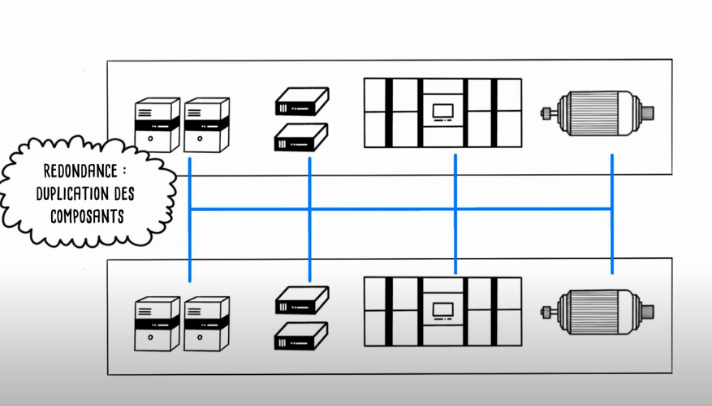 REDONDANCE :
DUPLICATION DES
COMPOSANTS